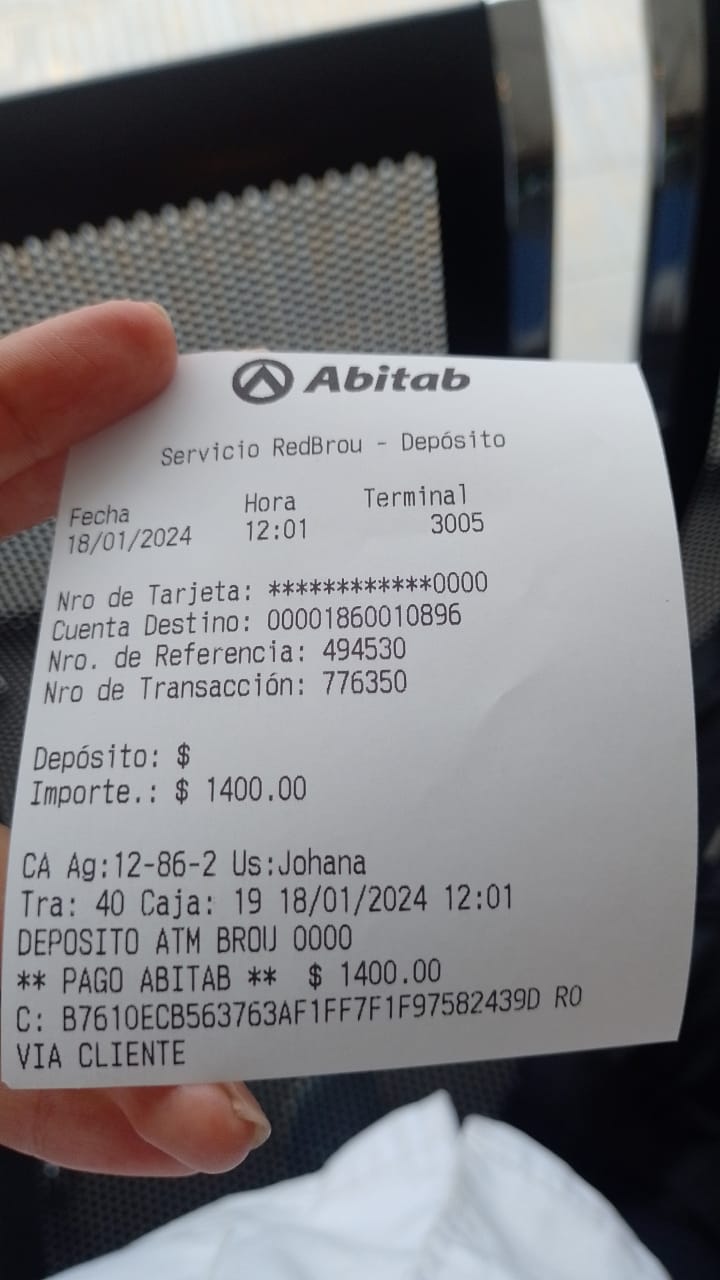 Abitab
Servicio RedBrou - Depósito
Fecha Hora Terminal
18/01/2024 12:01 3005
Nro de Tarjeta: ************0000
Cuenta Destino: 00001860010896
Nro. de Referencia: 494530
Nro de Transacción: 776350
Depósito: $
Importe.: $ 1400.00
CA Ag:12-86-2 Us:Johana
Tra: 40 Caja: 19 18/01/2024 12:01
DEPOSITO ATM BROU 0000
** PAGO ABITAB ** $ 1400.00
C: B7610ECB563763AF1FF7F1F97582439D RO
VIA CLIENTE